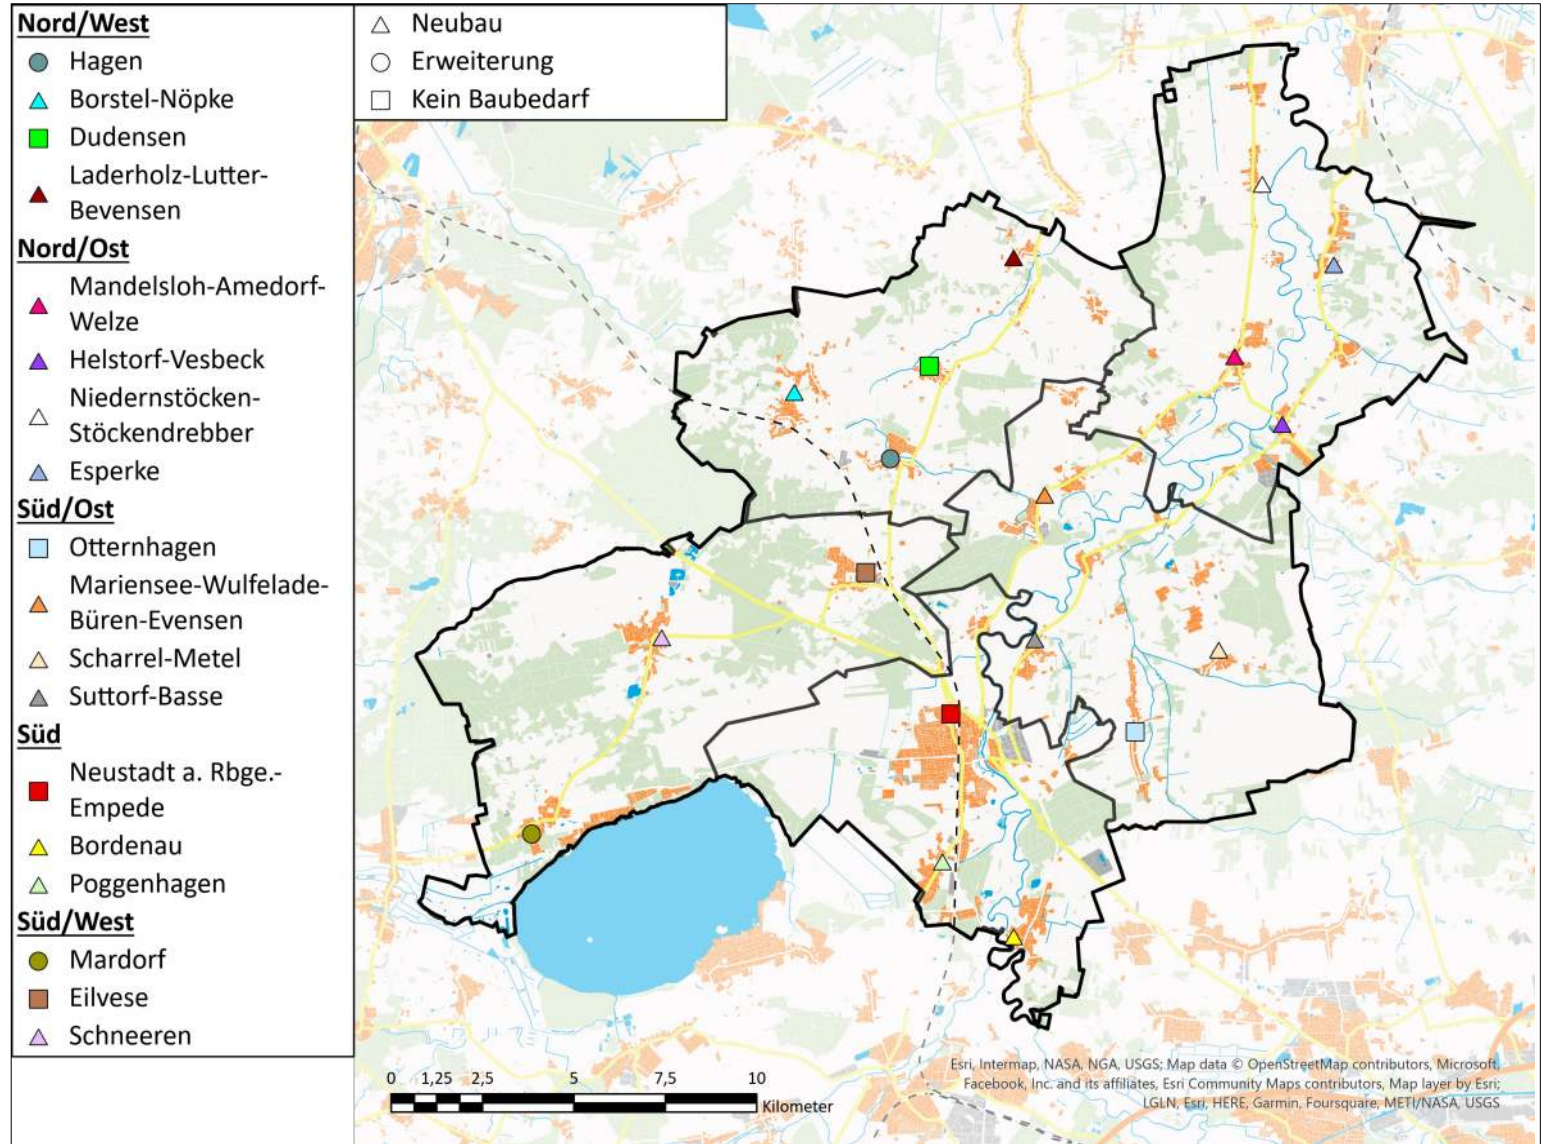 Nord/West
Hagen
Borstel-Nöpke
Dudensen
Laderholz-Lutter-
Bevensen
Nord/Ost
Mandelsloh-Amedorf-
Welze
Helstorf-Vesbeck
Niedernstöcken-
Stöckendrebber
Esperke
Süd/Ost
Otternhagen
Mariensee-Wulfelade-
Büren-Evensen
Scharrel-Metel
Suttorf-Basse
Süd
Neustadt a. Rbge.-
Empede
Bordenau
Poggenhagen
Süd/West
Mardorf
Eilvese
Schneeren
Neubau
Erweiterung
Kein Baubedarf
0 1,25 2,5 5 7,5 10
Kilometer
Esri, Intermap, NASA, NGA, USGS; Map data © OpenStreetMap contributors, Microsoft,
Facebook, Inc. and its affiliates, Esri Community Maps contributors, Map layer by Esri;
LGLN, Esri, HERE, Garmin, Foursquare, METI/NASA, USGS